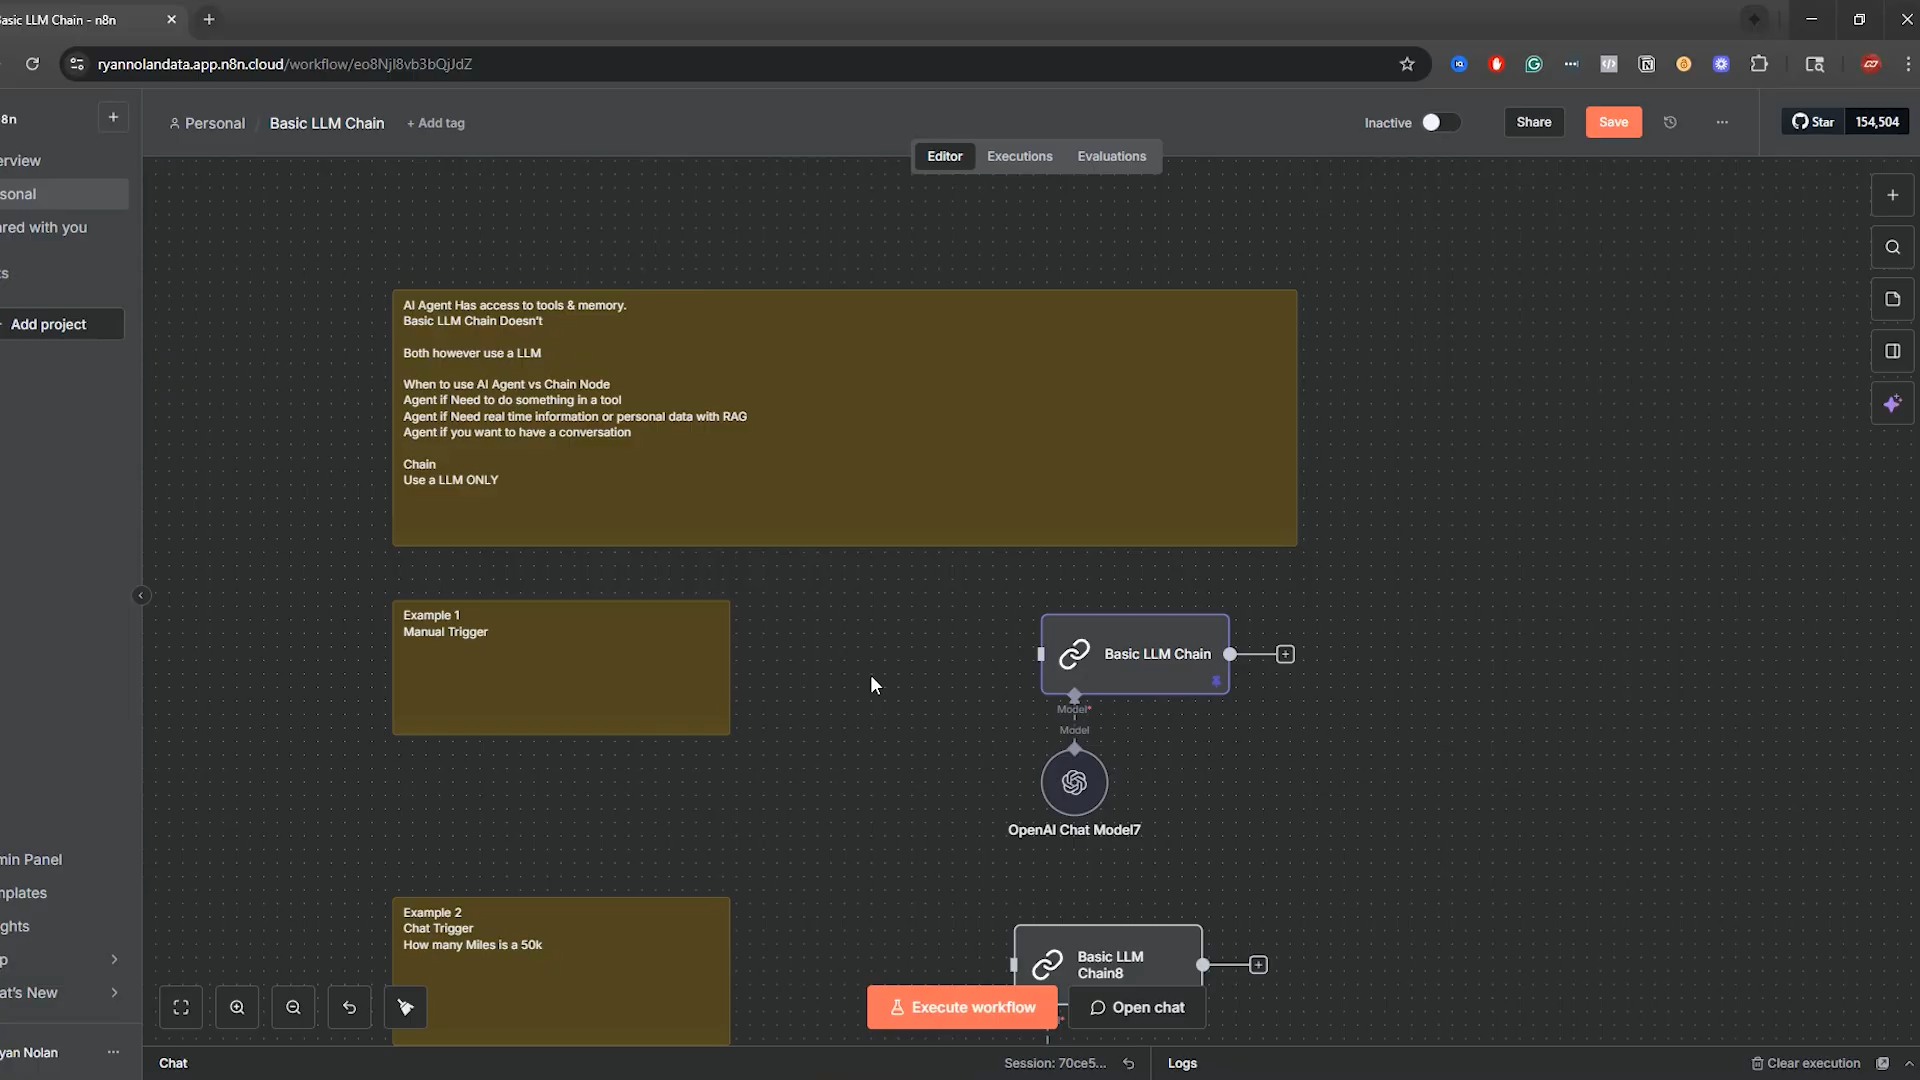 asic LLM Chain - n8n
ryannolandata.app.n8n.cloud/workflow/eo8NjI8vb3bQjJdZ
8n
Personal / Basic LLM Chain + Add tag
Inactive
Share
Save
Star 154,504
Editor Executions Evaluations
erview
sonal
ared with you
ts
Add project
AI Agent Has access to tools & memory.
Basic LLM Chain Doesn't
Both however use a LLM
When to use AI Agent vs Chain Node
Agent if Need to do something in a tool
Agent if Need real time information or personal data with RAG
Agent if you want to have a conversation
Chain
Use a LLM ONLY
Example 1
Manual Trigger
Basic LLM Chain
Model*
Model
OpenAI Chat Model7
Example 2
Chat Trigger
How many Miles is a 50k
Basic LLM
Chain8
min Panel
mplates
ghts
p
at's New
yan Nolan
Execute workflow
Open chat
Chat
Session: 70ce5...
Logs
Clear execution